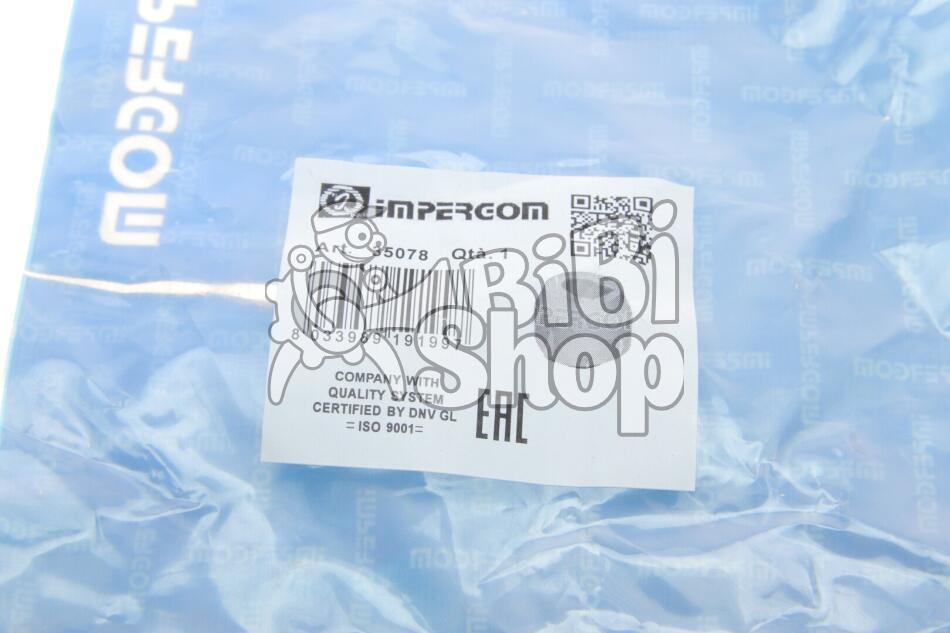 IMPERGOM
IMPERGOM
Art. 35078 Qtà. 1
8 033989 191997
COMPANY WITH
QUALITY SYSTEM
CERTIFIED BY DNV GL
= ISO 9001=
EAC
BiBi
Shop